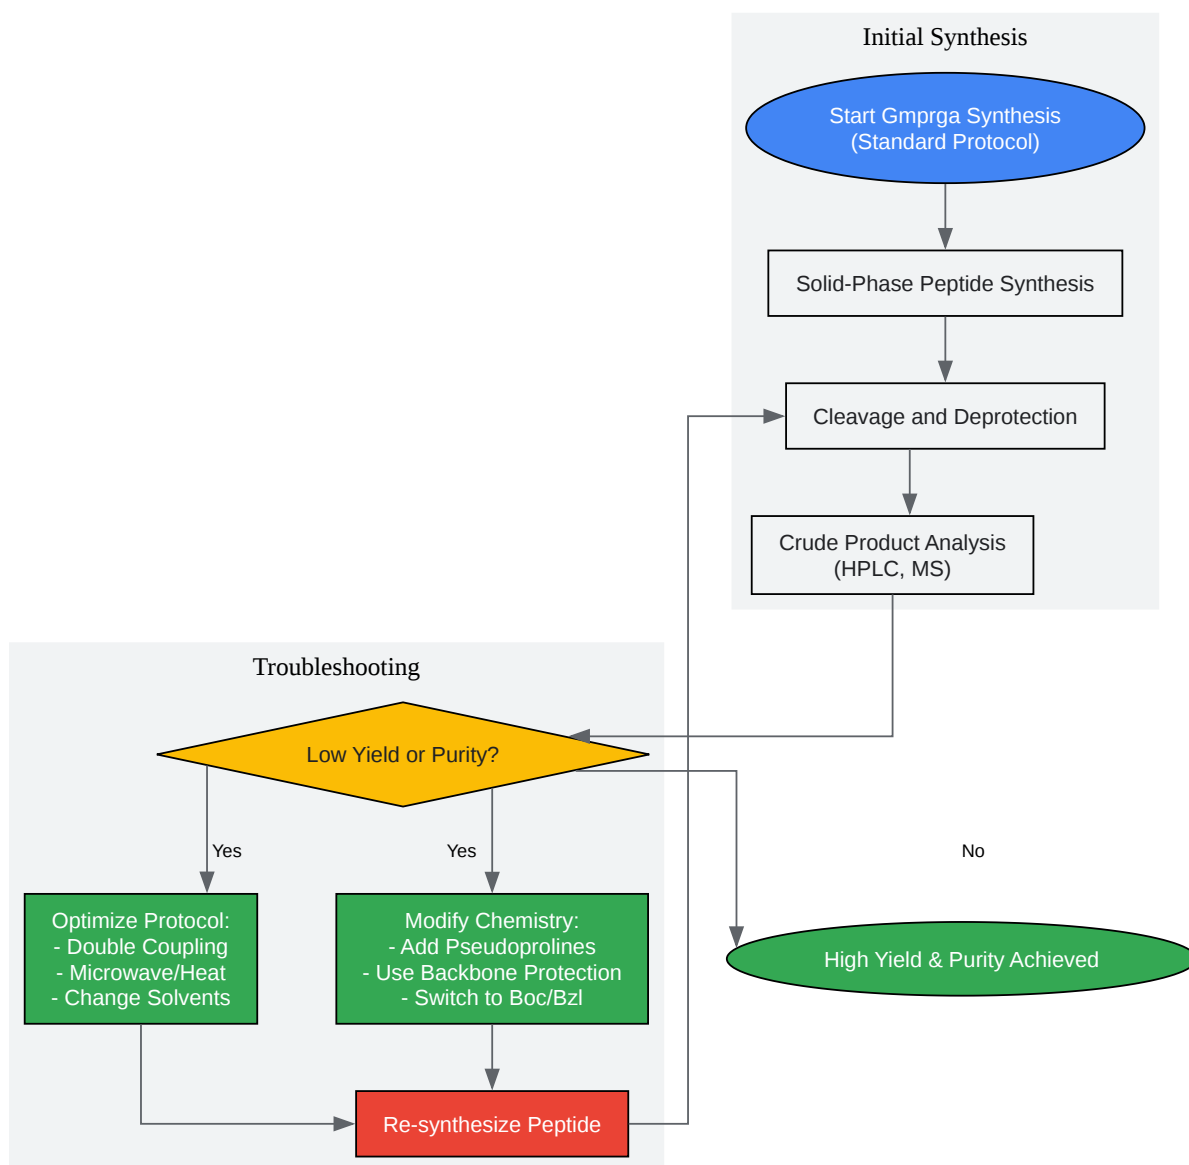 Initial Synthesis
Start Gmprga Synthesis
(Standard Protocol)
Solid-Phase Peptide Synthesis
Cleavage and Deprotection
Crude Product Analysis
(HPLC, MS)
Troubleshooting
Low Yield or Purity?
Yes
Yes
No
Optimize Protocol:
- Double Coupling
- Microwave/Heat
- Change Solvents
Modify Chemistry:
- Add Pseudoprolines
- Use Backbone Protection
- Switch to Boc/Bzl
High Yield & Purity Achieved
Re-synthesize Peptide